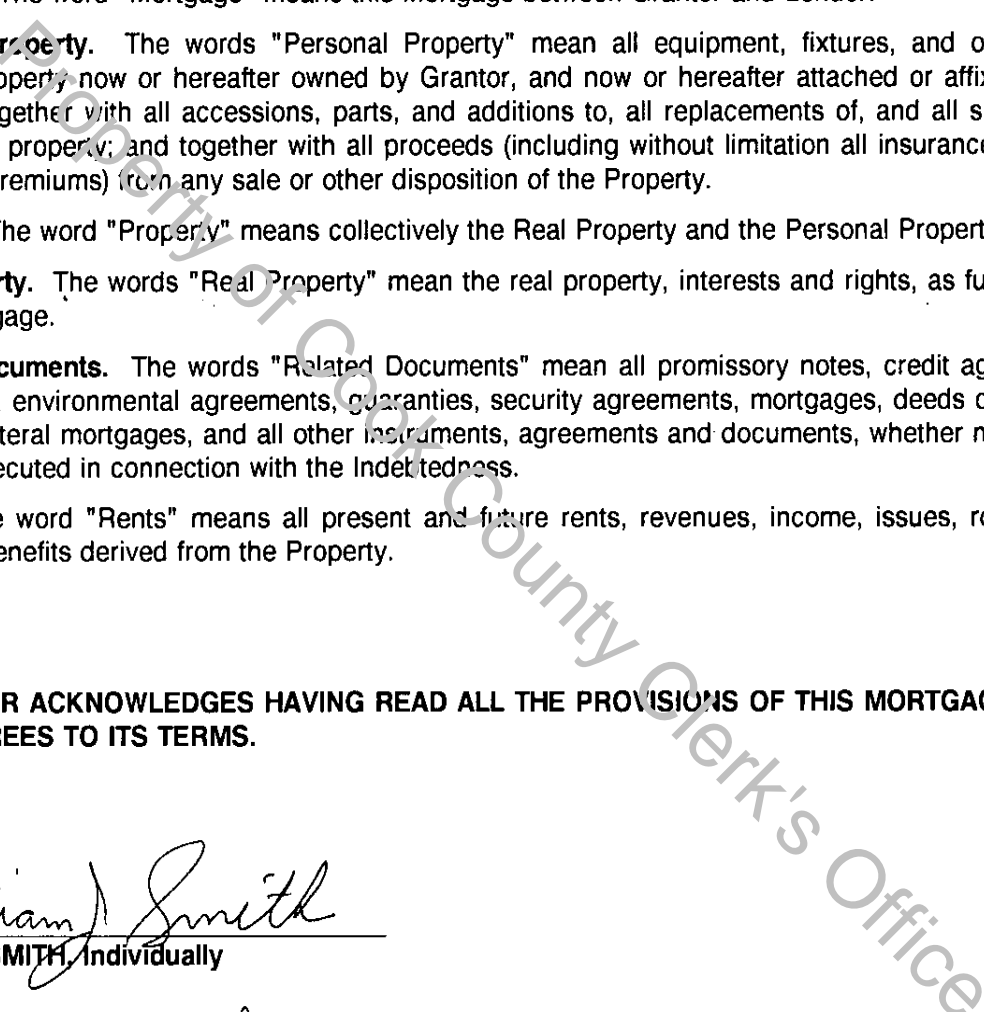 The word "Mortgage" means this Mortgage between Grantor and Lender.
roperty. The words "Personal Property" mean all equipment, fixtures, and o
operty now or hereafter owned by Grantor, and now or hereafter attached or affix
gether with all accessions, parts, and additions to, all replacements of, and all s
property; and together with all proceeds (including without limitation all insurance
remiums) from any sale or other disposition of the Property.
he word "Property" means collectively the Real Property and the Personal Propert
rty. The words "Real Property" mean the real property, interests and rights, as fu
gage.
cuments. The words "Related Documents" mean all promissory notes, credit ag
environmental agreements, guaranties, security agreements, mortgages, deeds o
teral mortgages, and all other instruments, agreements and documents, whether n
ecuted in connection with the Indebtedness.
e word "Rents" means all present and future rents, revenues, income, issues, ro
enefits derived from the Property.
R ACKNOWLEDGES HAVING READ ALL THE PROVISIONS OF THIS MORTGAG
REES TO ITS TERMS.
iam J Smith
MITH, Individually
Property of Cook County Clerk's Office